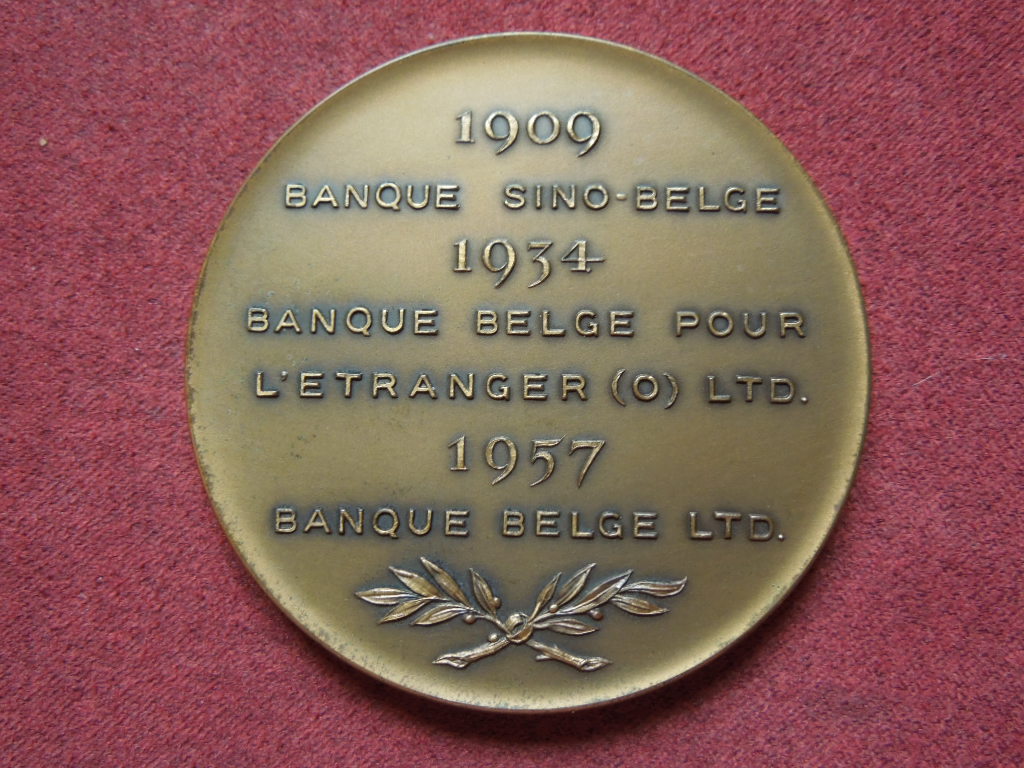 1909
BANQUE SINO-BELGE
1934
BANQUE BELGE POUR
L'ETRANGER (O) LTD.
1957
BANQUE BELGE LTD.